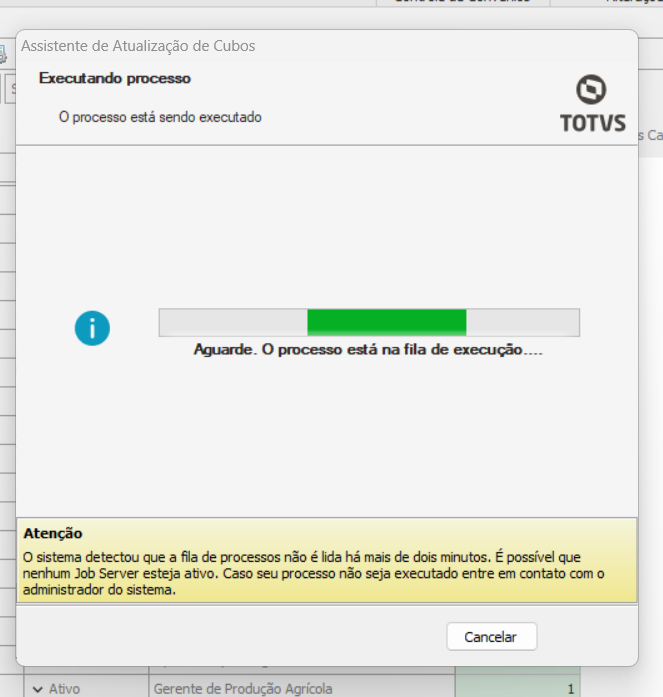 Assistente de Atualização de Cubos
Executando processo
O processo está sendo executado
TOTVS
s Ca
Aguarde. O processo está na fila de execução....
Atenção
O sistema detectou que a fila de processos não é lida há mais de dois minutos. É possível que
nenhum Job Server esteja ativo. Caso seu processo não seja executado entre em contato com o
administrador do sistema.
Cancelar
Ativo
Gerente de Produção Agrícola
1